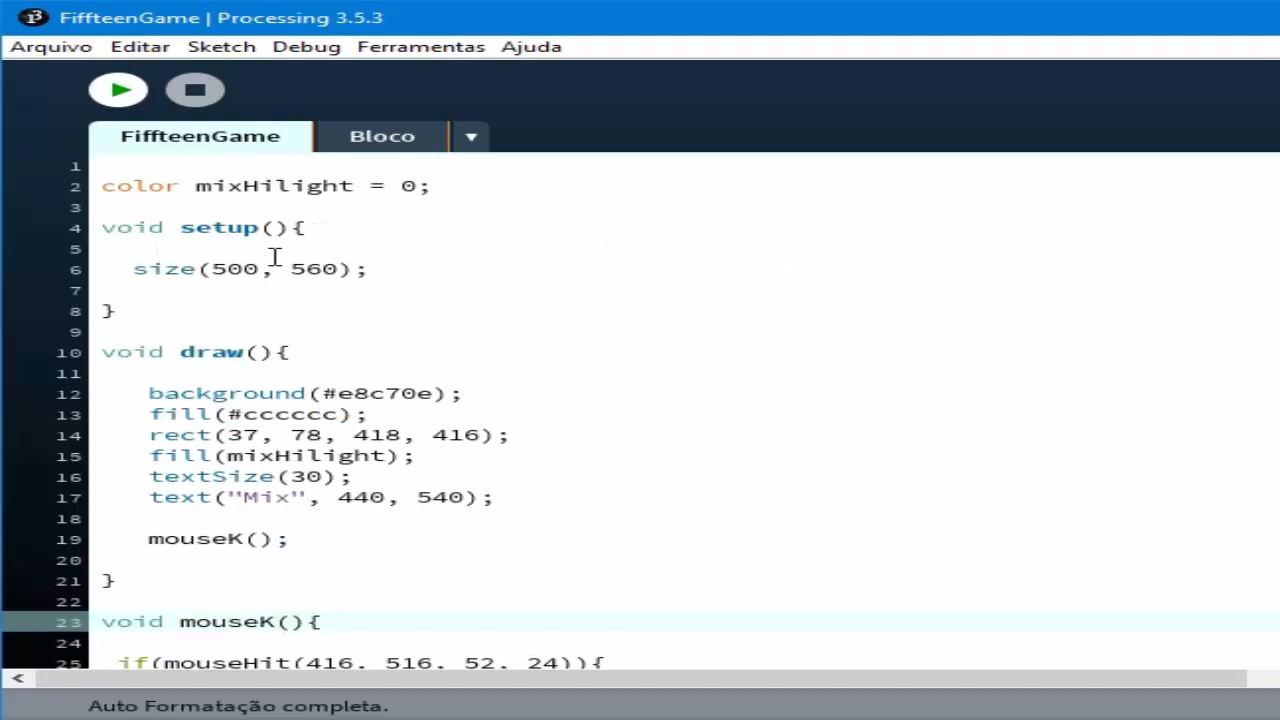 FiffteenGame | Processing 3.5.3
Arquivo Editar Sketch Debug Ferramentas Ajuda
FiffteenGame Bloco
1
2 color mixHilight = 0;
3
4 void setup(){
5
6 size(500, 560);
7
8 }
9
10 void draw(){
11
12 background(#e8c70e);
13 fill(#cccccc);
14 rect(37, 78, 418, 416);
15 fill(mixHilight);
16 textSize(30);
17 text("Mix", 440, 540);
18
19 mouseK();
20
21 }
22
23 void mouseK(){
24
25 if(mouseHit(416, 516, 52, 24)){
Auto Formatação completa.